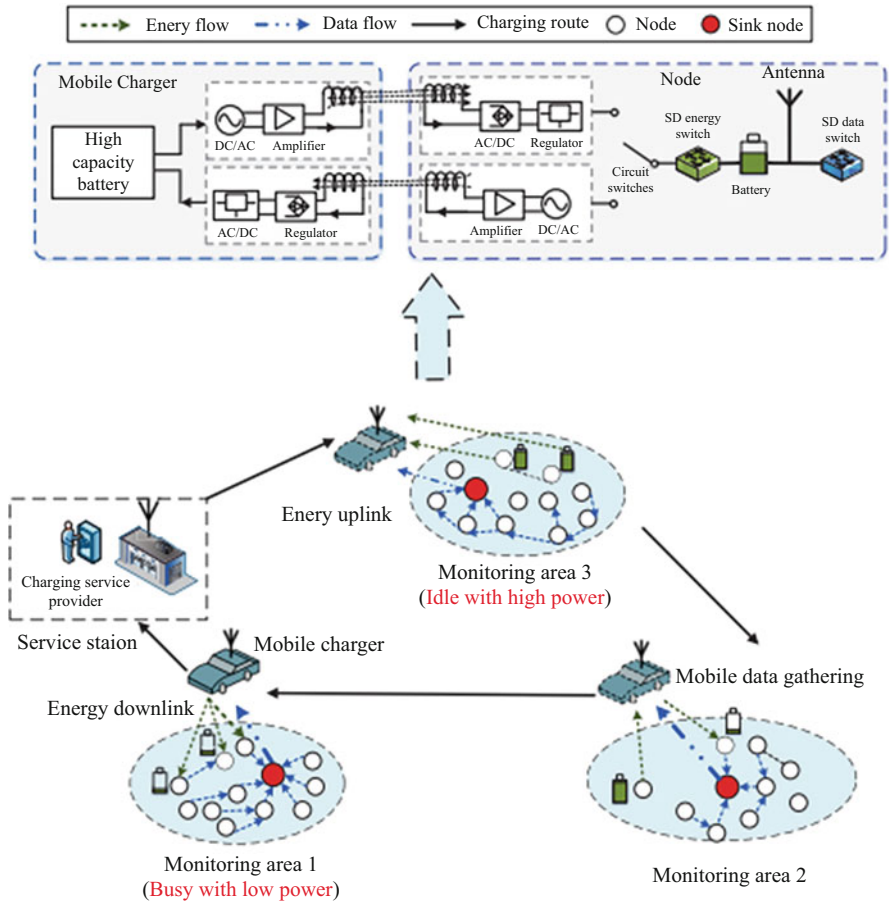 Enery flow
Data flow
Charging route
Node
Sink node
Mobile Charger
High
capacity
battery
DC/AC
Amplifier
AC/DC
Regulator
AC/DC
Regulator
Amplifier
DC/AC
Node
Antenna
SD energy
switch
SD data
switch
Circuit
switches
Battery
Enery uplink
Monitoring area 3
(Idle with high power)
Charging service
provider
Service staion
Mobile charger
Energy downlink
Mobile data gathering
Monitoring area 1
(Busy with low power)
Monitoring area 2